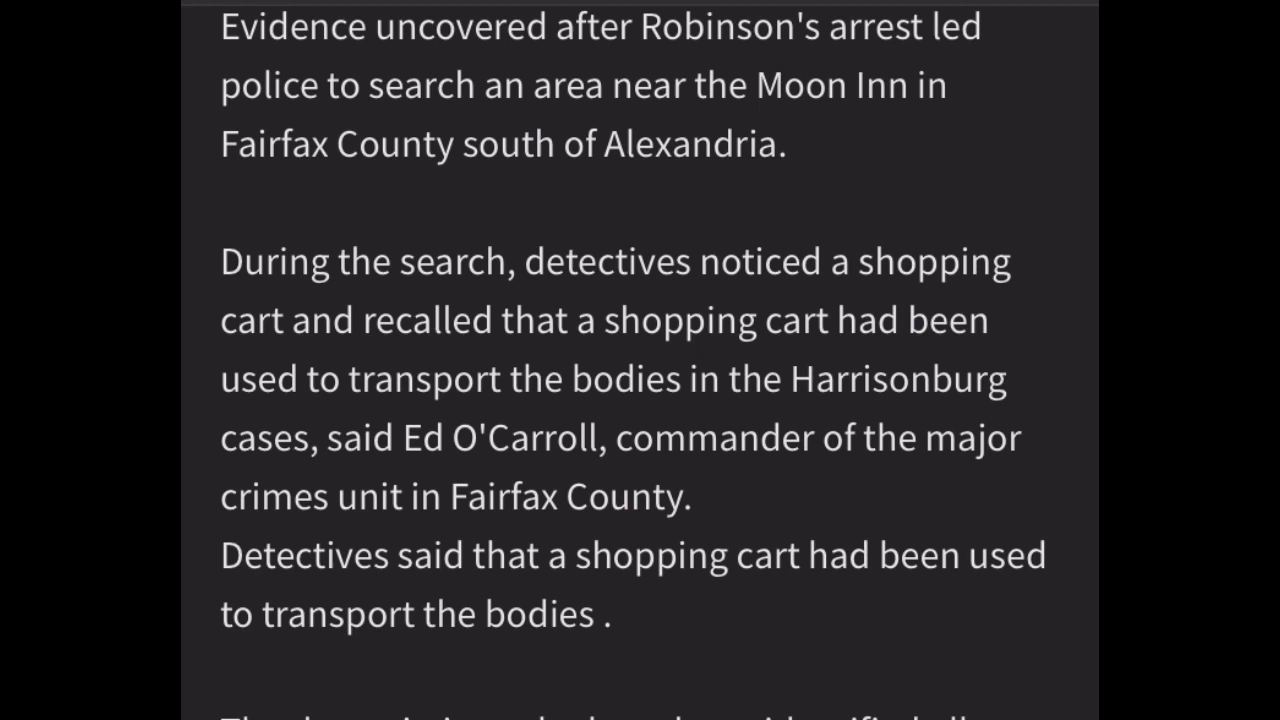 Evidence uncovered after Robinson's arrest led
police to search an area near the Moon Inn in
Fairfax County south of Alexandria.
During the search, detectives noticed a shopping
cart and recalled that a shopping cart had been
used to transport the bodies in the Harrisonburg
cases, said Ed O'Carroll, commander of the major
crimes unit in Fairfax County.
Detectives said that a shopping cart had been used
to transport the bodies .